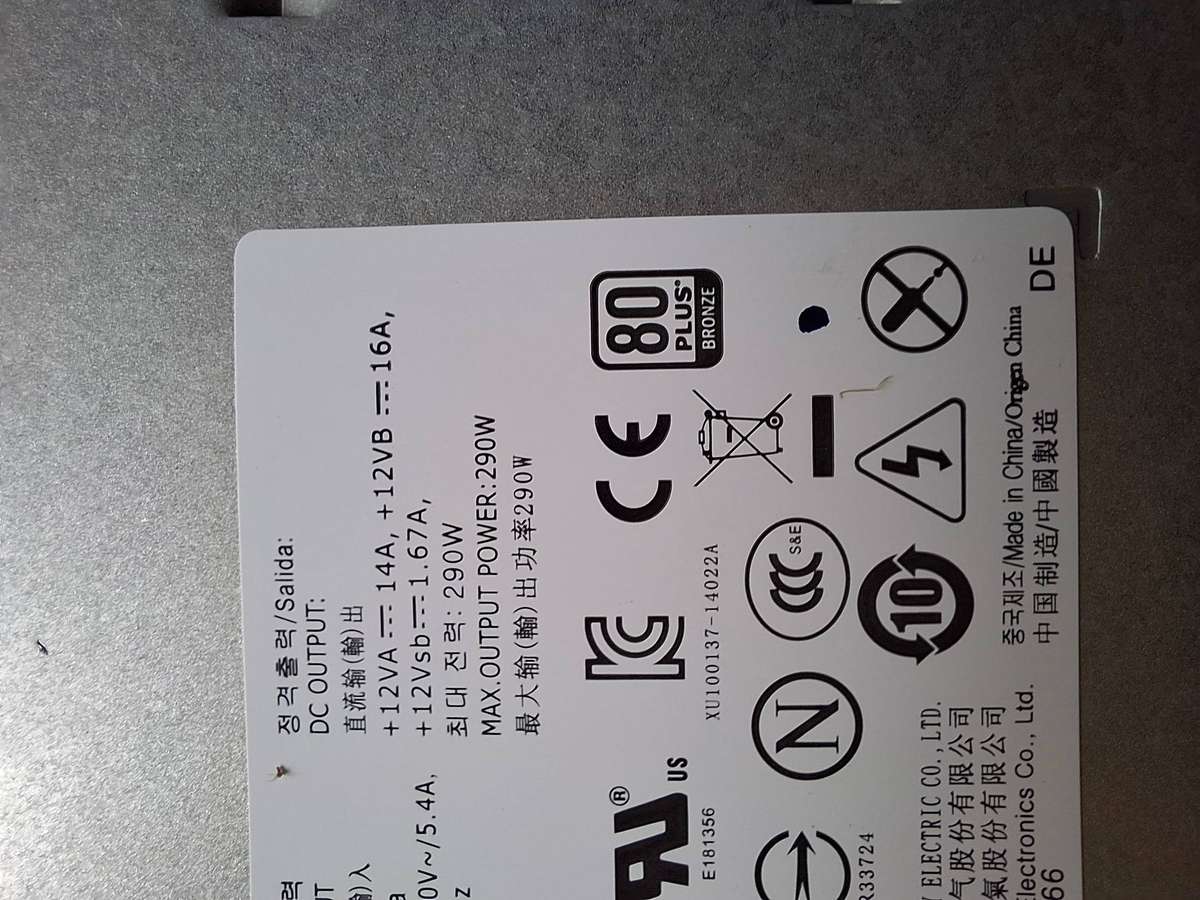 정격출력/Salida:
DC OUTPUT:
直流输(輸)出
+12VA⎓14A, +12VB⎓16A,
+12Vsb⎓1.67A,
최대 전력: 290W
MAX.OUTPUT POWER:290W
最大输(輸)出功率290W
0V~/5.4A,
z
®
US
E181356
KC
CE
80
PLUS
BRONZE
XU100137-14022A
R33724
N
CCC
S&E
10
ELECTRIC CO.,LTD.
气股份有限公司
氣股份有限公司
Electronics Co., Ltd.
66
중국제조/Made in China/Origen China
中国制造/中國製造
DE